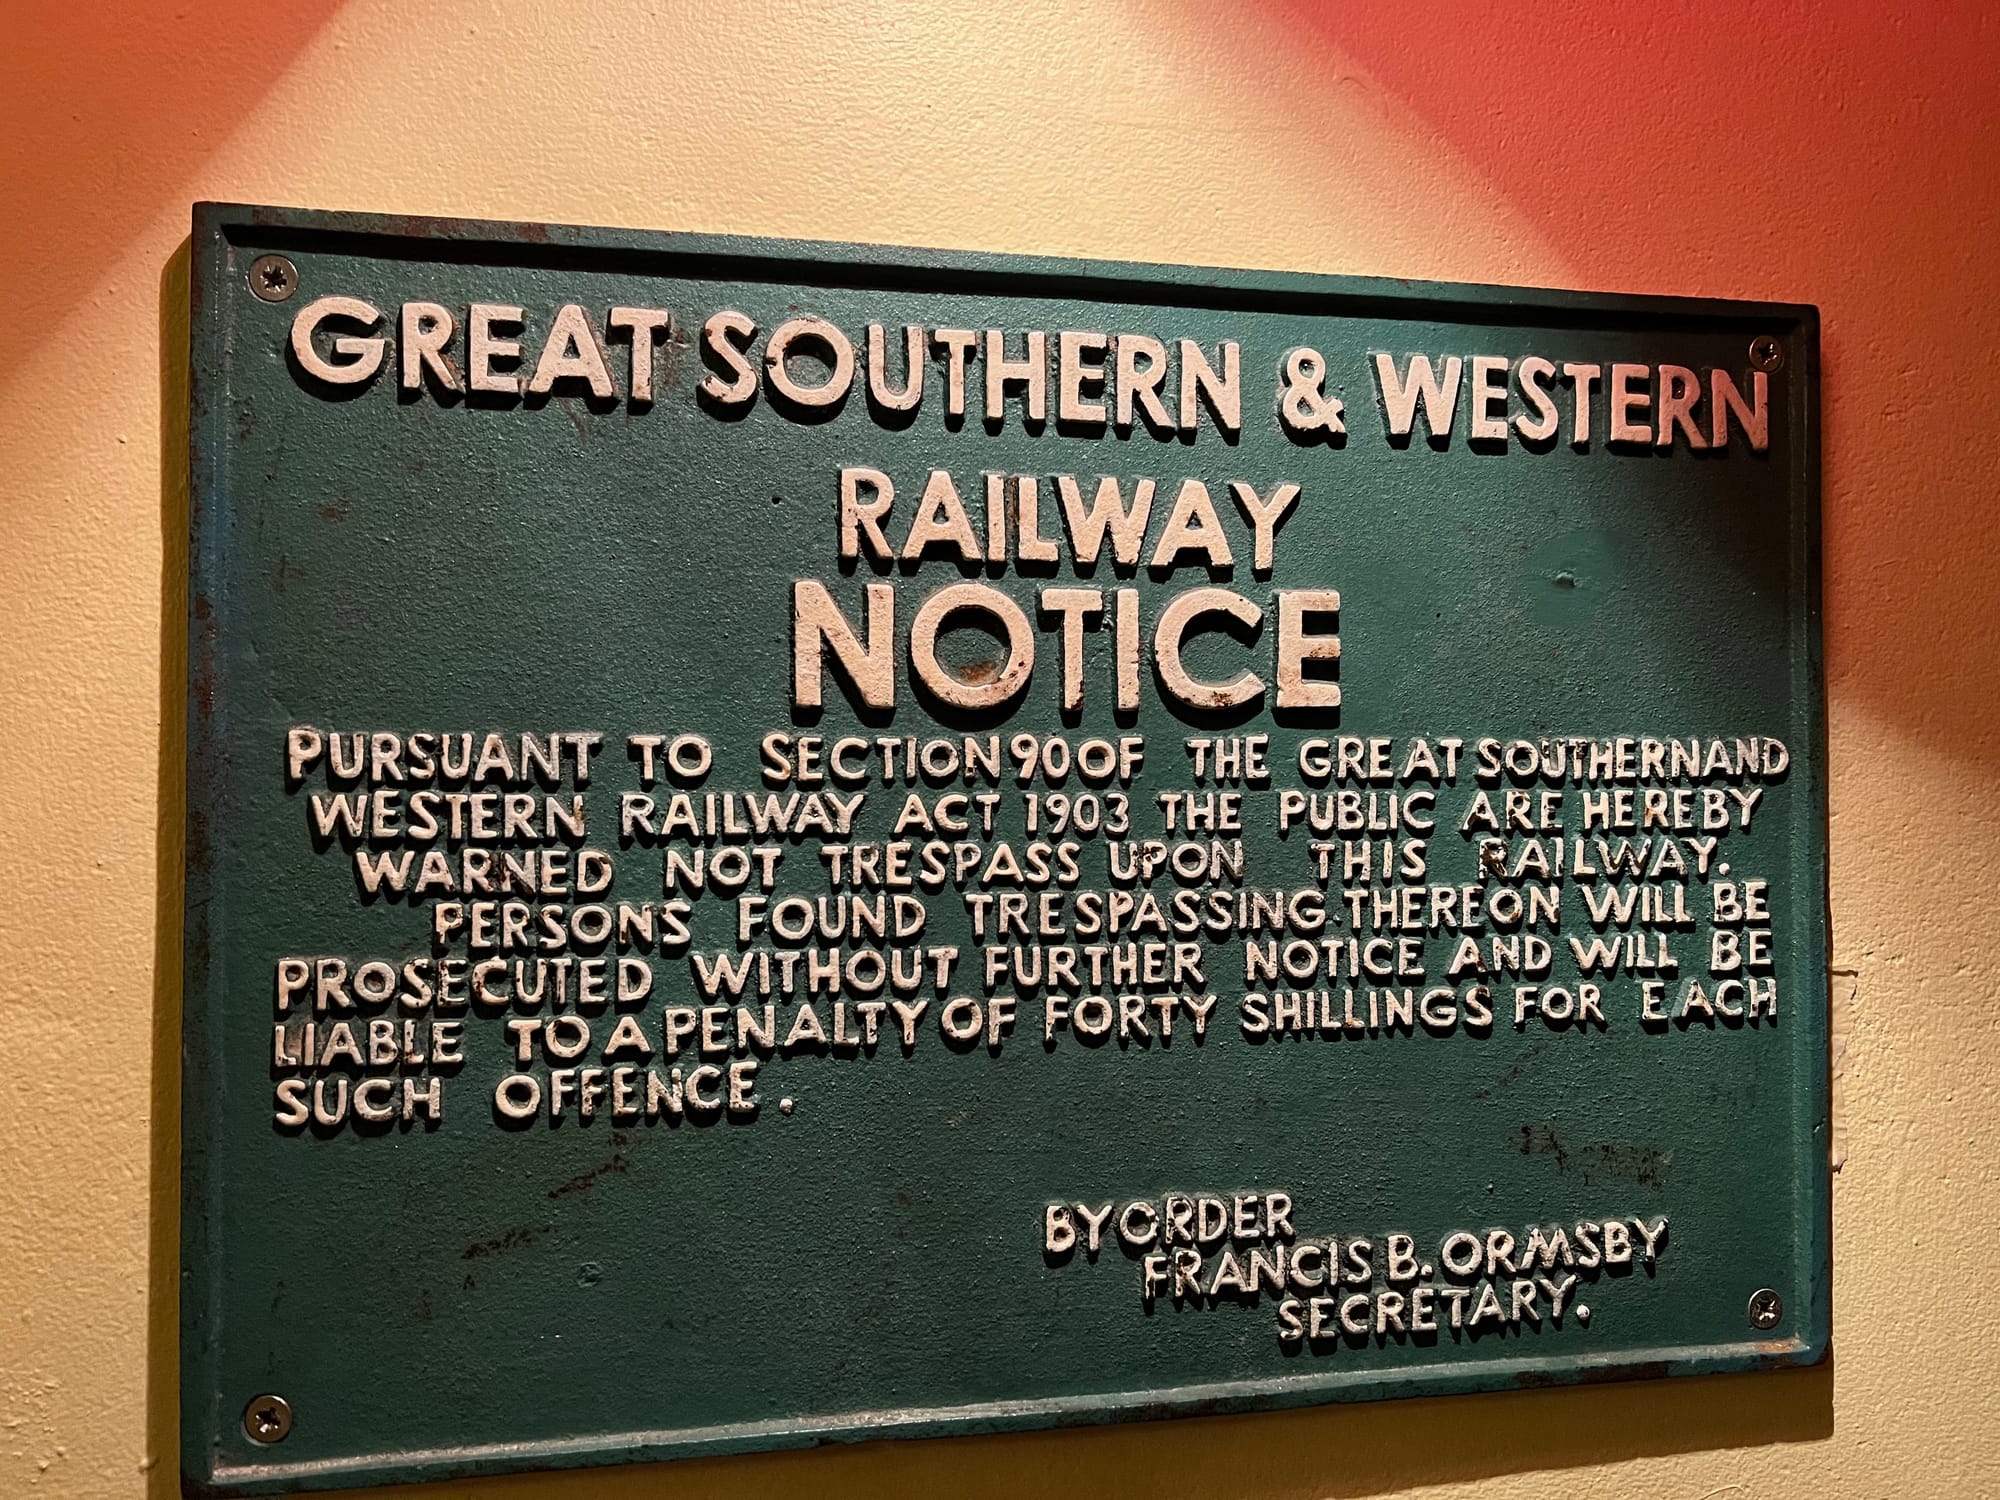 GREAT SOUTHERN & WESTERN
RAILWAY
NOTICE
PURSUANT TO SECTION 90 OF THE GREAT SOUTHERN AND
WESTERN RAILWAY ACT 1903 THE PUBLIC ARE HEREBY
WARNED NOT TRESPASS UPON THIS RAILWAY.
PERSONS FOUND TRESPASSING THEREON WILL BE
PROSECUTED WITHOUT FURTHER NOTICE AND WILL BE
LIABLE TO A PENALTY OF FORTY SHILLINGS FOR EACH
SUCH OFFENCE.
BY ORDER
FRANCIS B. ORMSBY
SECRETARY.